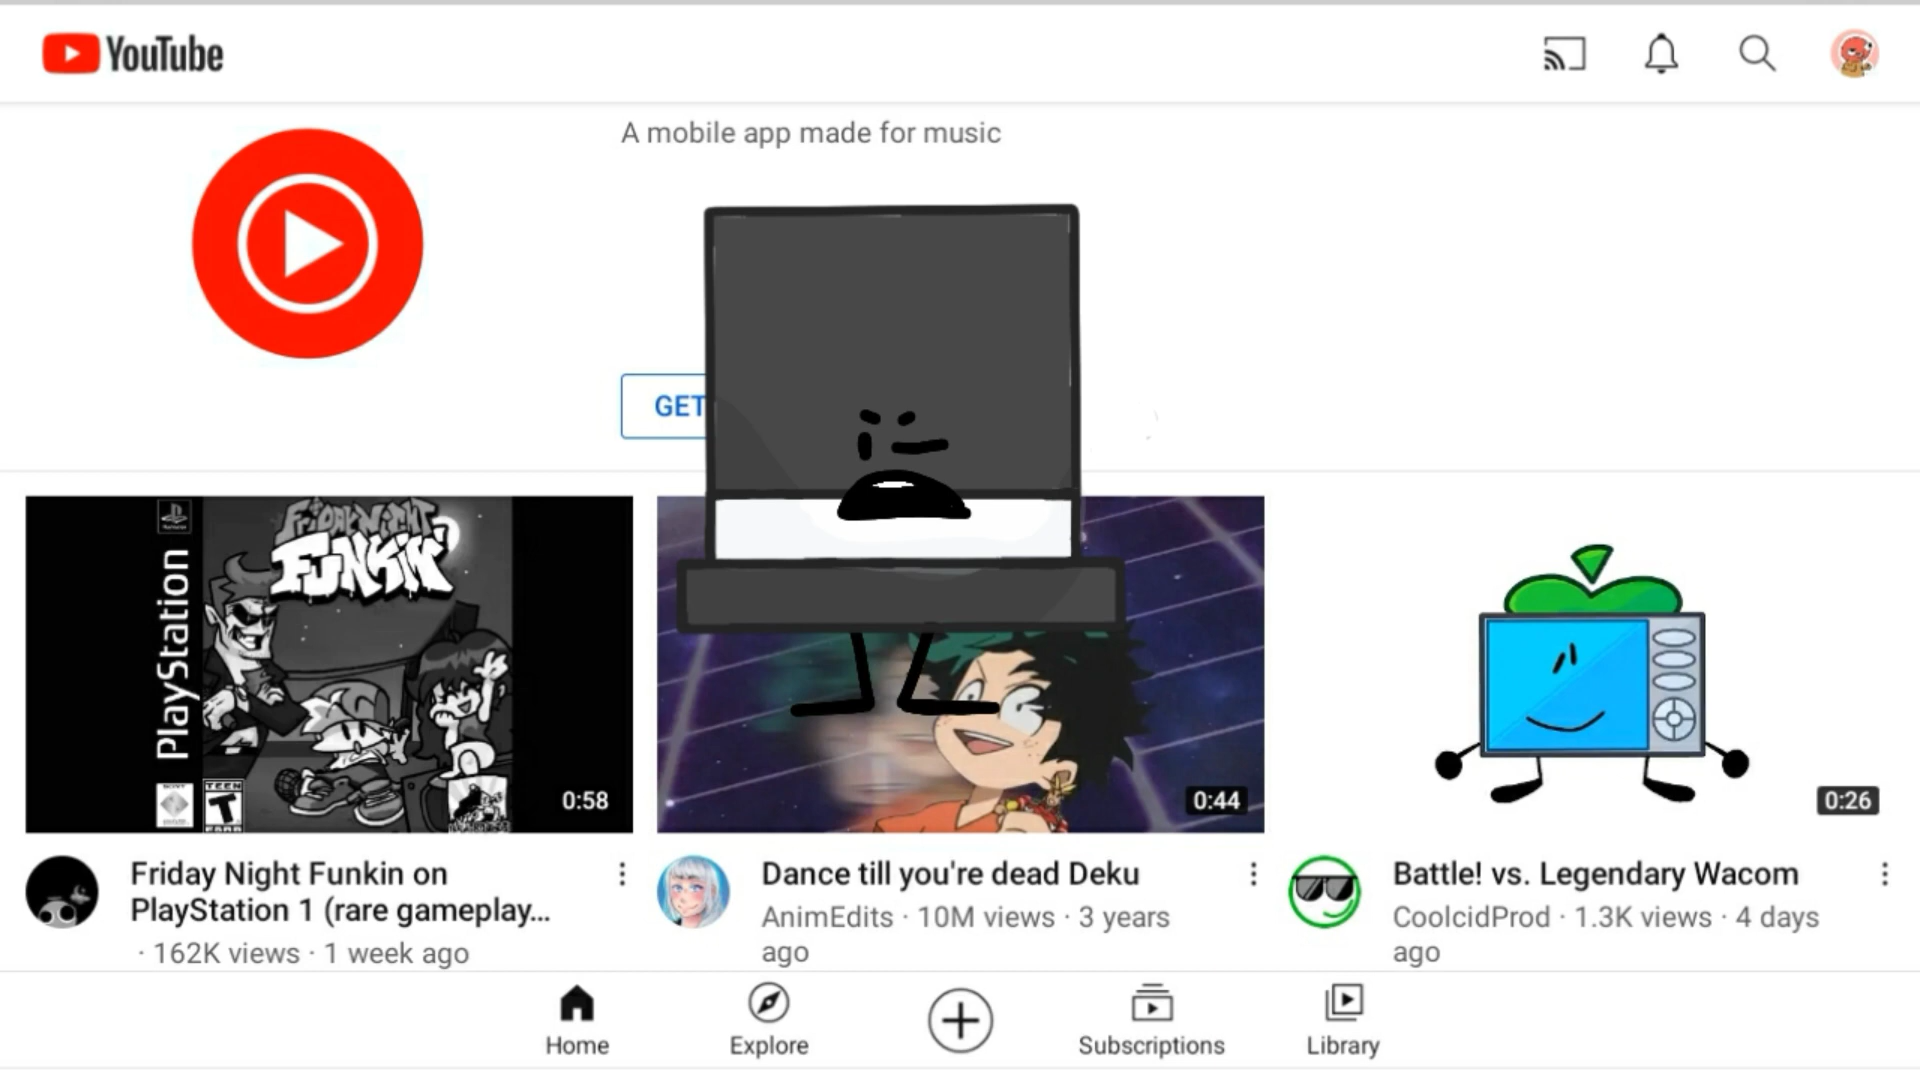 YouTube
A mobile app made for music
GET
FRIDAY NIGHT
FUNKIN'
PlayStation
TEEN
T
0:58
0:44
0:26
Friday Night Funkin on
PlayStation 1 (rare gameplay...
· 162K views · 1 week ago
Dance till you're dead Deku
AnimEdits · 10M views · 3 years
ago
Battle! vs. Legendary Wacom
CoolcidProd · 1.3K views · 4 days
ago
Home
Explore
Subscriptions
Library